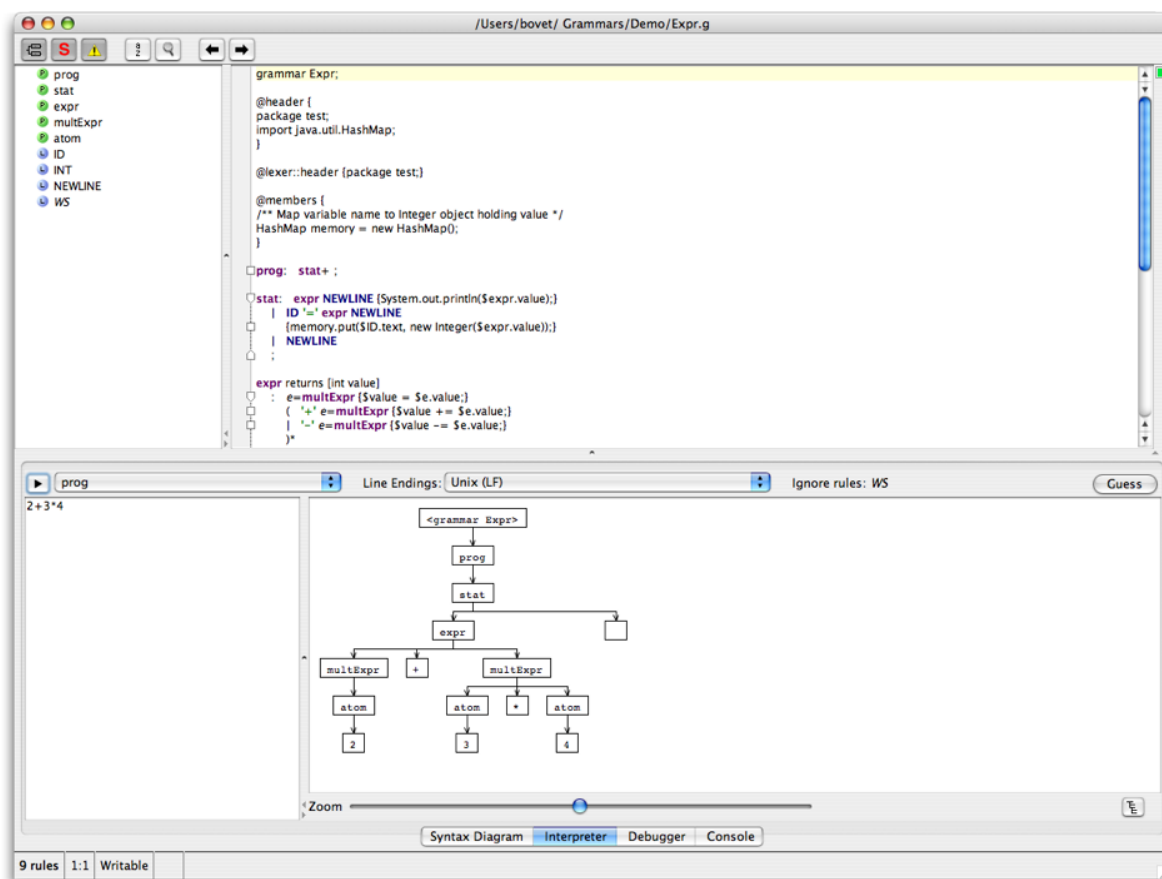 /Users/bovet/ Grammars/Demo/Expr.g
S
a
z
P prog
P stat
P expr
P multExpr
P atom
L ID
L INT
L NEWLINE
L WS
grammar Expr;
@header {
package test;
import java.util.HashMap;
}
@lexer::header {package test;}
@members {
/** Map variable name to Integer object holding value */
HashMap memory = new HashMap();
}
prog: stat+ ;
stat: expr NEWLINE {System.out.println($expr.value);}
| ID '=' expr NEWLINE
{memory.put($ID.text, new Integer($expr.value));}
| NEWLINE
;
expr returns [int value]
: e=multExpr {$value = $e.value;}
( '+' e=multExpr {$value += $e.value;}
| '-' e=multExpr {$value -= $e.value;}
)*
prog Line Endings: Unix (LF) Ignore rules: WS Guess
2+3*4
<grammar Expr>
prog
stat
expr
multExpr + multExpr
atom atom * atom
2 3 4
Zoom
Syntax Diagram Interpreter Debugger Console
9 rules 1:1 Writable